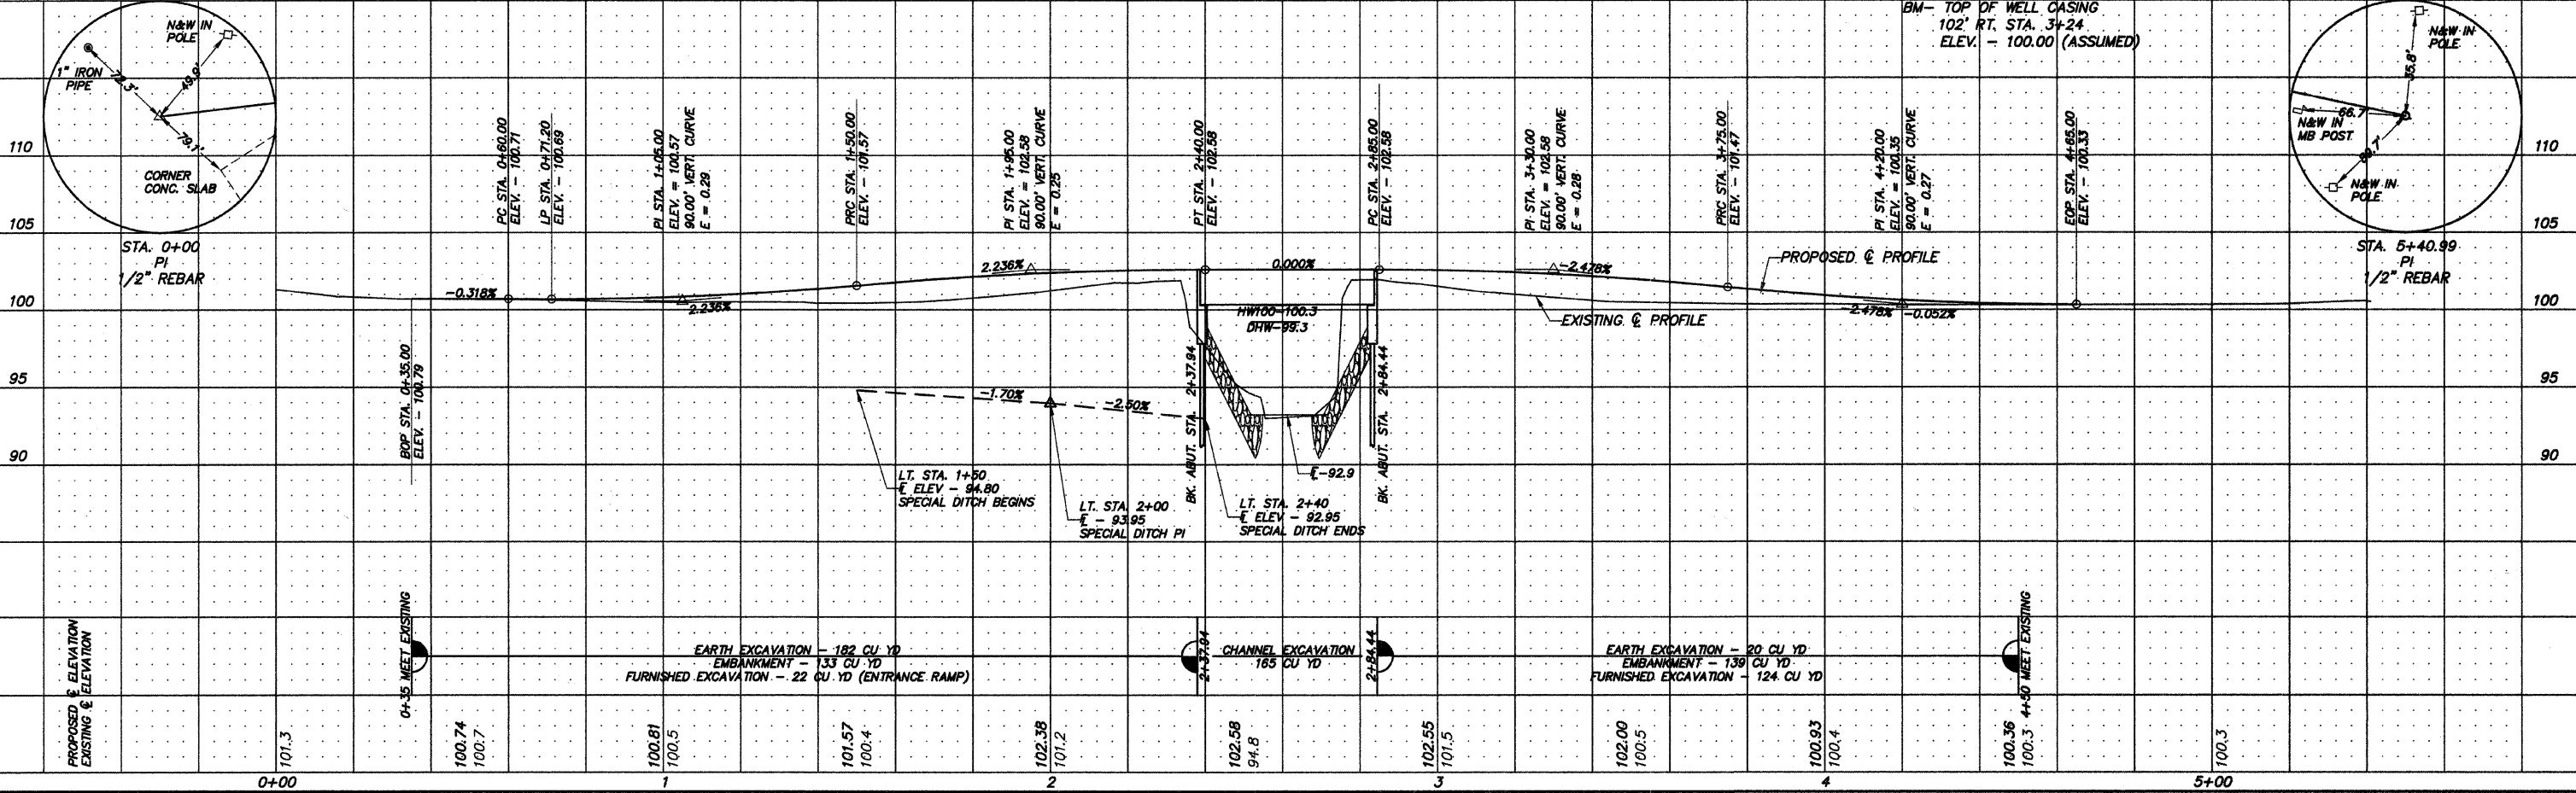 N&W IN
POLE
1" IRON
PIPE
72.3'
49.9'
79.1'
CORNER
CONC. SLAB
STA. 0+00
PI
1/2" REBAR
BM- TOP OF WELL CASING
102' RT. STA. 3+24
ELEV. - 100.00 (ASSUMED)
N&W IN
POLE
35.8'
66.7'
N&W IN
MB POST
N&W IN
POLE
STA. 5+40.99
PI
1/2" REBAR
110
105
100
95
90
110
105
100
95
90
PC STA. 0+60.00
ELEV. - 100.71
LP STA. 0+71.20
ELEV. - 100.69
PI STA. 1+05.00
ELEV. = 100.57
90.00' VERT. CURVE
E = 0.29
PRC STA. 1+50.00
ELEV. - 101.57
PI STA. 1+95.00
ELEV. = 102.58
90.00' VERT. CURVE
E = 0.25
PT STA. 2+40.00
ELEV. - 102.58
PC STA. 2+85.00
ELEV. - 102.58
PI STA. 3+30.00
ELEV. = 102.58
90.00' VERT. CURVE
E = 0.28
PRC STA. 3+75.00
ELEV. - 101.47
PI STA. 4+20.00
ELEV. = 100.35
90.00' VERT. CURVE
E = 0.27
EOP STA. 4+65.00
ELEV. - 100.33
-0.318%
2.236%
2.236%
0.000%
-2.478%
PROPOSED ℄ PROFILE
EXISTING ℄ PROFILE
-2.478%
-0.052%
HW100-100.3
DHW-99.3
BOP STA. 0+35.00
ELEV. - 100.79
-1.70%
-2.50%
BK. ABUT. STA. 2+37.94
BK. ABUT. STA. 2+84.44
LT. STA. 1+50
ELEV - 94.80
SPECIAL DITCH BEGINS
LT. STA. 2+00
- 93.95
SPECIAL DITCH PI
LT. STA. 2+40
ELEV - 92.95
SPECIAL DITCH ENDS
-92.9
PROPOSED ℄ ELEVATION
EXISTING ℄ ELEVATION
0+35 MEET EXISTING
EARTH EXCAVATION - 182 CU YD
EMBANKMENT - 133 CU YD
FURNISHED EXCAVATION - 22 CU YD (ENTRANCE RAMP)
2+37.94
CHANNEL EXCAVATION
165 CU YD
2+84.44
EARTH EXCAVATION - 20 CU YD
EMBANKMENT - 139 CU YD
FURNISHED EXCAVATION - 124 CU YD
4+50 MEET EXISTING
101.3
100.74
100.7
100.81
100.5
101.57
100.4
102.38
101.2
102.58
94.8
102.55
101.5
102.00
100.5
100.93
100.4
100.36
100.3
100.3
0+00
1
2
3
4
5+00